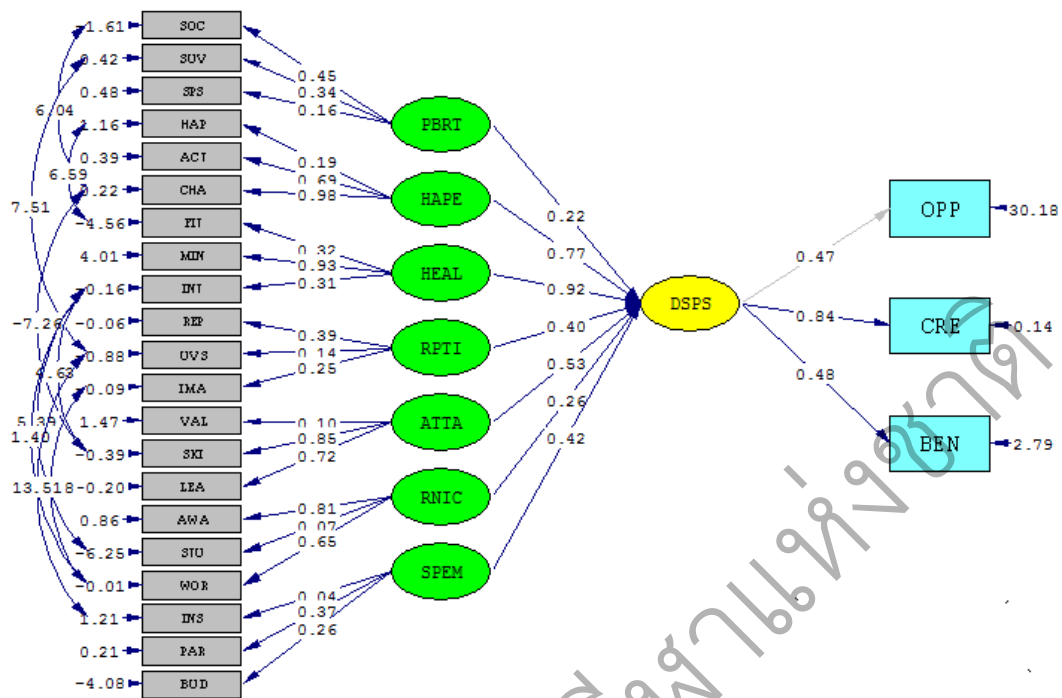 -1.61 SOC
0.42 SUV
0.48 SPS
1.16 HAP
0.39 ACT
0.22 CHA
-4.56
4.01 MIN
-0.16
-0.06 REP
0.88 OVS
-0.09 IMA
1.47 VAL
-0.39 SKI
-0.20 LEA
0.86 AWA
-6.25
-0.01 WOR
1.21 INS
0.21 PAR
-4.08 BUD
6.04
6.59
7.51
-7.26
4.63
5.39
1.40
0.45
0.34
0.16
0.19
0.69
0.98
0.32
0.93
0.31
0.39
0.14
0.25
0.10
0.85
0.72
0.81
0.07
0.65
0.04
0.37
0.26
PBRT
HAPE
HEAL
RPTI
ATTA
RNIC
SPEM
0.22
0.77
0.92
0.40
0.53
0.26
0.42
DSPS
0.47
0.84
0.48
OPP 30.18
CRE 0.14
BEN 2.79